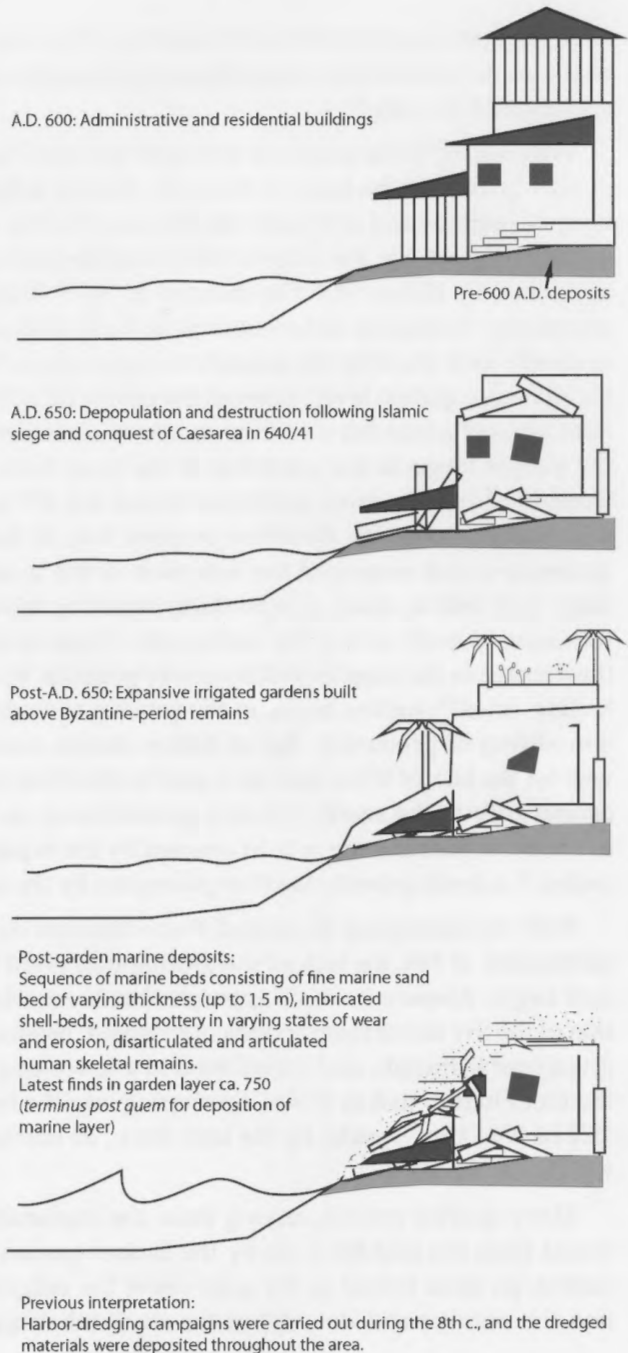 A.D. 600: Administrative and residential buildings
Pre-600 A.D. deposits
A.D. 650: Depopulation and destruction following Islamic
siege and conquest of Caesarea in 640/41
Post-A.D. 650: Expansive irrigated gardens built
above Byzantine-period remains
Post-garden marine deposits:
Sequence of marine beds consisting of fine marine sand
bed of varying thickness (up to 1.5 m), imbricated
shell-beds, mixed pottery in varying states of wear
and erosion, disarticulated and articulated
human skeletal remains.
Latest finds in garden layer ca. 750
(terminus post quem for deposition of
marine layer)
Previous interpretation:
Harbor-dredging campaigns were carried out during the 8th c., and the dredged
materials were deposited throughout the area.